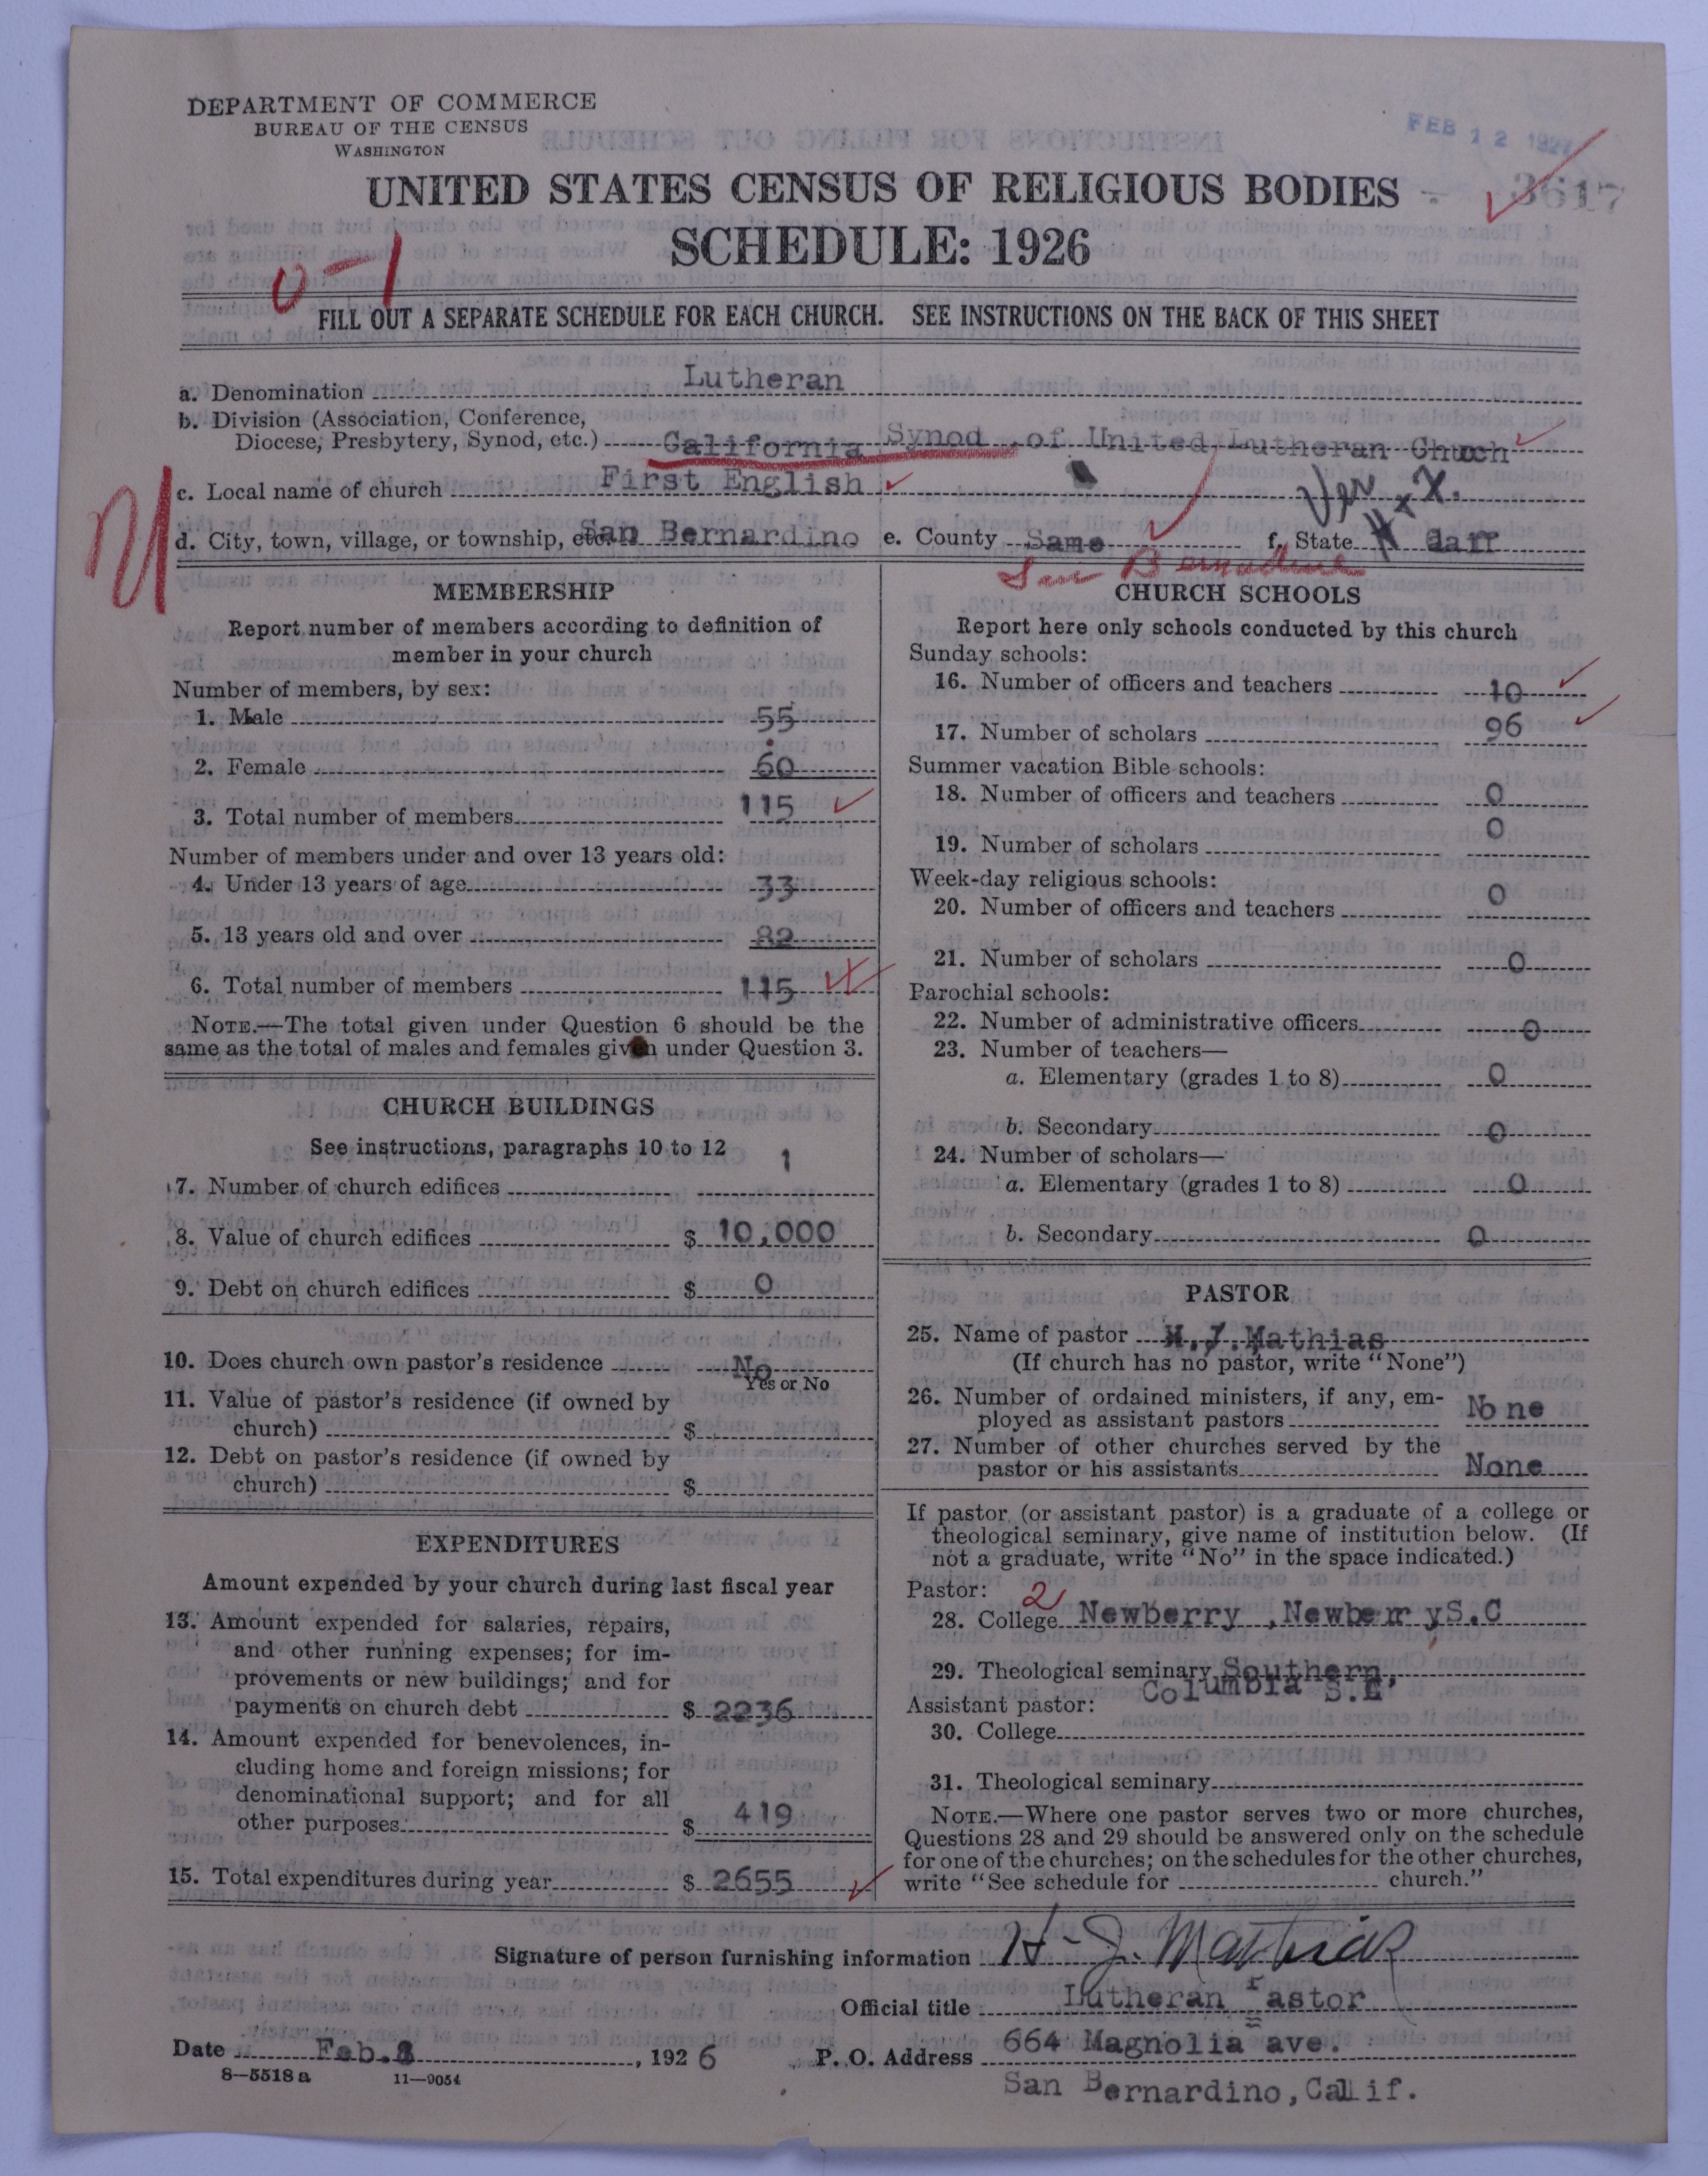 DEPARTMENT OF COMMERCE
BUREAU OF THE CENSUS
WASHINGTON
FEB 12 1927
3617
UNITED STATES CENSUS OF RELIGIOUS BODIES
SCHEDULE: 1926
0-1
FILL OUT A SEPARATE SCHEDULE FOR EACH CHURCH. SEE INSTRUCTIONS ON THE BACK OF THIS SHEET
a. Denomination Lutheran
b. Division (Association, Conference,
Diocese, Presbytery, Synod, etc.) California Synod of United Lutheran Church
c. Local name of church First English
d. City, town, village, or township, etc. San Bernardino e. County Same f. State
MEMBERSHIP
Report number of members according to definition of
member in your church
Number of members, by sex:
1. Male 55
2. Female 60
3. Total number of members 115
Number of members under and over 13 years old:
4. Under 13 years of age 33
5. 13 years old and over 82
6. Total number of members 115
NOTE.—The total given under Question 6 should be the
same as the total of males and females given under Question 3.
CHURCH BUILDINGS
See instructions, paragraphs 10 to 12
7. Number of church edifices 1
8. Value of church edifices $ 10,000
9. Debt on church edifices $ 0
10. Does church own pastor's residence No
Yes or No
11. Value of pastor's residence (if owned by
church) $
12. Debt on pastor's residence (if owned by
church) $
EXPENDITURES
Amount expended by your church during last fiscal year
13. Amount expended for salaries, repairs,
and other running expenses; for im-
provements or new buildings; and for
payments on church debt $ 2236
14. Amount expended for benevolences, in-
cluding home and foreign missions; for
denominational support; and for all
other purposes $ 419
15. Total expenditures during year $ 2655
San Bernardino
CHURCH SCHOOLS
Report here only schools conducted by this church
Sunday schools:
16. Number of officers and teachers 10
17. Number of scholars 96
Summer vacation Bible schools:
18. Number of officers and teachers 0
19. Number of scholars 0
Week-day religious schools:
20. Number of officers and teachers 0
21. Number of scholars 0
Parochial schools:
22. Number of administrative officers 0
23. Number of teachers—
a. Elementary (grades 1 to 8) 0
b. Secondary 0
24. Number of scholars—
a. Elementary (grades 1 to 8) 0
b. Secondary 0
PASTOR
25. Name of pastor H.J.Mathias
(If church has no pastor, write "None")
26. Number of ordained ministers, if any, em-
ployed as assistant pastors None
27. Number of other churches served by the
pastor or his assistants None
If pastor (or assistant pastor) is a graduate of a college or
theological seminary, give name of institution below. (If
not a graduate, write "No" in the space indicated.)
Pastor: 2
28. College Newberry ,Newberry S.C
29. Theological seminary Southern,
Columbia S.C
Assistant pastor:
30. College
31. Theological seminary
NOTE.—Where one pastor serves two or more churches,
Questions 28 and 29 should be answered only on the schedule
for one of the churches; on the schedules for the other churches,
write "See schedule for church."
Signature of person furnishing information H. J. Mathias
Official title Lutheran Pastor
Date Feb. , 1926 P. O. Address 664 Magnolia ave.
8—5518a 11—9054
San Bernardino,Calif.